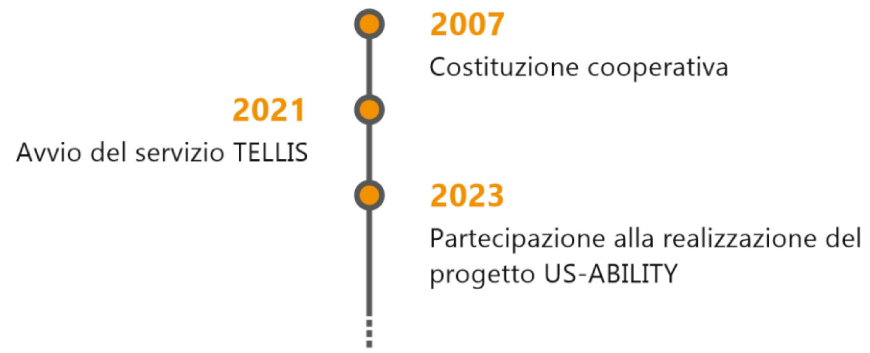 2007
Costituzione cooperativa
2021
Avvio del servizio TELLIS
2023
Partecipazione alla realizzazione del
progetto US-ABILITY